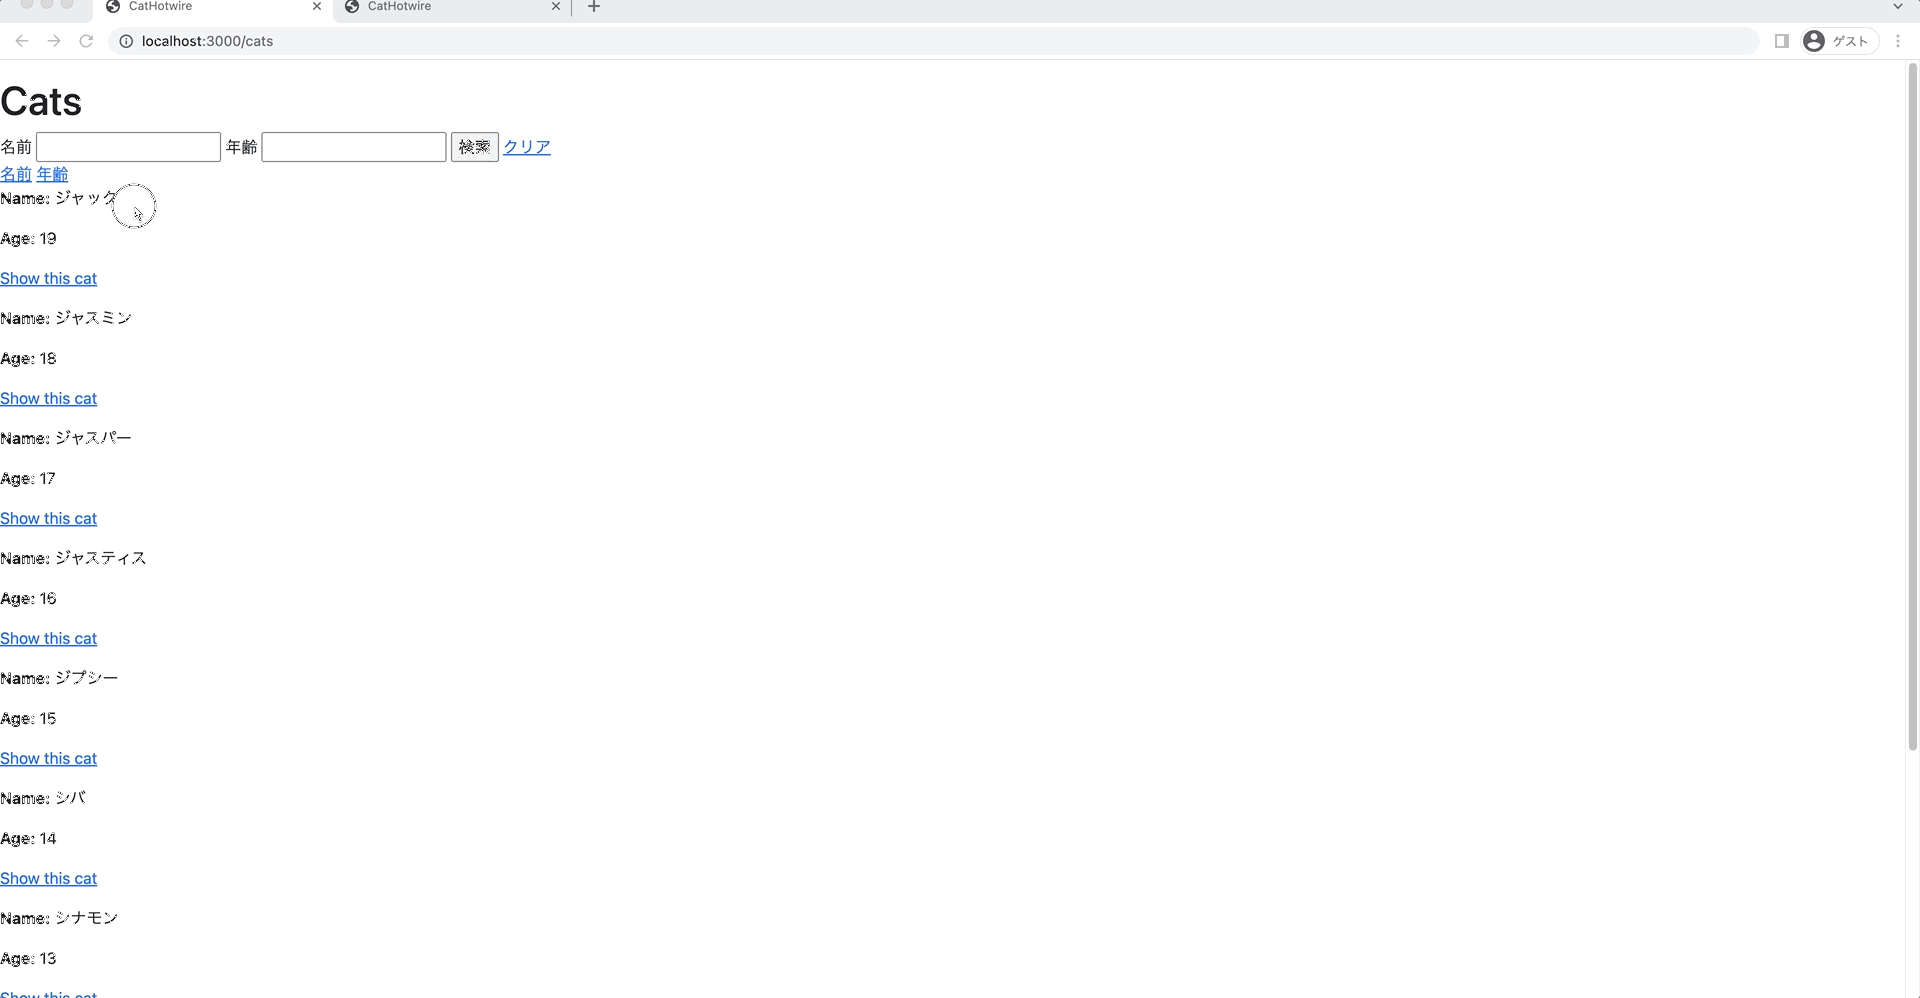 CatHotwire CatHotwire
localhost:3000/cats ゲスト
Cats
名前 年齢 検索 クリア
名前 年齢
Name: ジャック
Age: 19
Show this cat
Name: ジャスミン
Age: 18
Show this cat
Name: ジャスパー
Age: 17
Show this cat
Name: ジャスティス
Age: 16
Show this cat
Name: ジプシー
Age: 15
Show this cat
Name: シバ
Age: 14
Show this cat
Name: シナモン
Age: 13
Show this cat